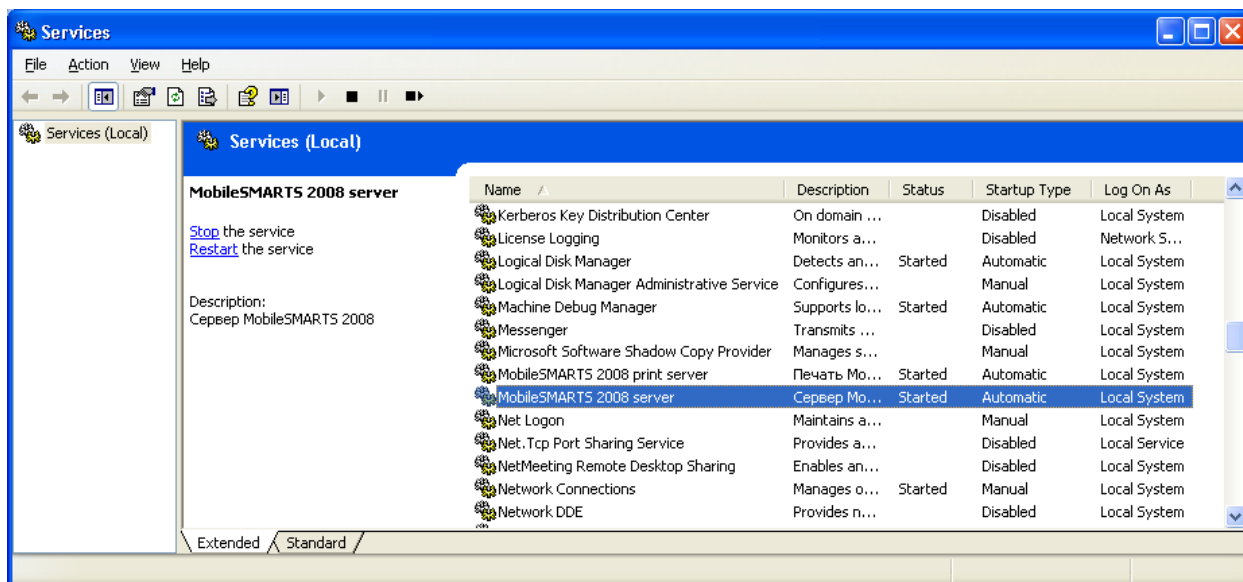 Services
File Action View Help
Services (Local)
Services (Local)
MobileSMARTS 2008 server
Stop the service
Restart the service
Description:
Сервер MobileSMARTS 2008
Name Description Status Startup Type Log On As
Kerberos Key Distribution Center On domain ... Disabled Local System
License Logging Monitors a... Disabled Network S...
Logical Disk Manager Detects an... Started Automatic Local System
Logical Disk Manager Administrative Service Configures... Manual Local System
Machine Debug Manager Supports lo... Started Automatic Local System
Messenger Transmits ... Disabled Local System
Microsoft Software Shadow Copy Provider Manages s... Manual Local System
MobileSMARTS 2008 print server Печать Mo... Started Automatic Local System
MobileSMARTS 2008 server Сервер Mo... Started Automatic Local System
Net Logon Maintains a... Manual Local System
Net.Tcp Port Sharing Service Provides a... Disabled Local Service
NetMeeting Remote Desktop Sharing Enables an... Disabled Local System
Network Connections Manages o... Started Manual Local System
Network DDE Provides n... Disabled Local System
Extended Standard